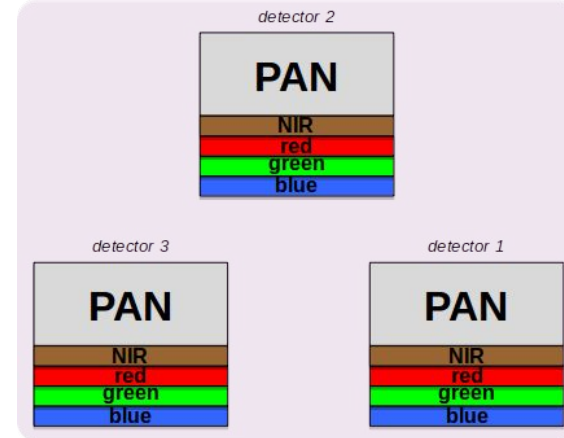 detector 2
PAN
NIR
red
green
blue
detector 3
PAN
NIR
red
green
blue
detector 1
PAN
NIR
red
green
blue